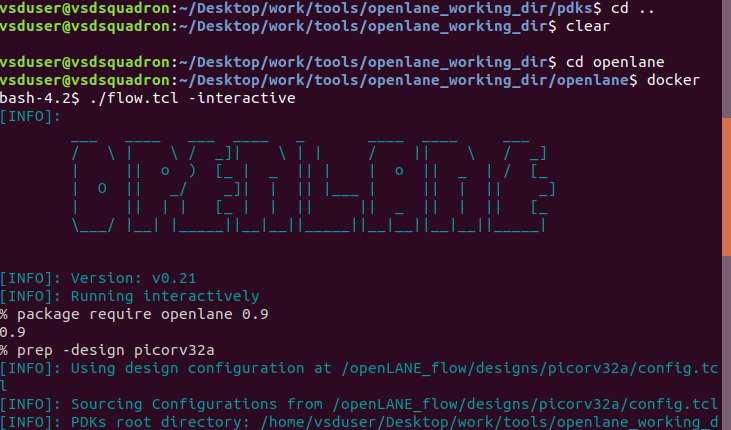 vsduser@vsdsquadron:~/Desktop/work/tools/openlane_working_dir/pdks$ cd ..
vsduser@vsdsquadron:~/Desktop/work/tools/openlane_working_dir$ clear
vsduser@vsdsquadron:~/Desktop/work/tools/openlane_working_dir$ cd openlane
vsduser@vsdsquadron:~/Desktop/work/tools/openlane_working_dir/openlane$ docker
bash-4.2$ ./flow.tcl -interactive
[INFO]:
OPENLANE
[INFO]: Version: v0.21
[INFO]: Running interactively
% package require openlane 0.9
0.9
% prep -design picorv32a
[INFO]: Using design configuration at /openLANE_flow/designs/picorv32a/config.tc
l
[INFO]: Sourcing Configurations from /openLANE_flow/designs/picorv32a/config.tcl
[INFO]: PDKs root directory: /home/vsduser/Desktop/work/tools/openlane_working_d